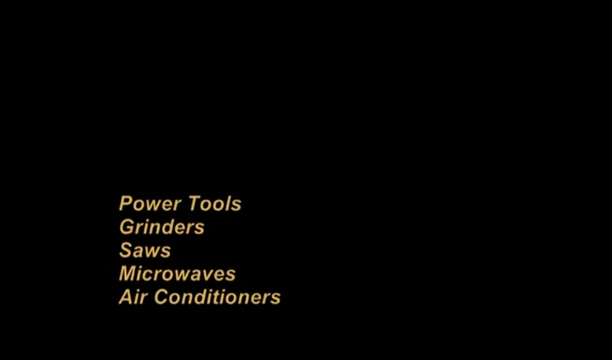 Power Tools
Grinders
Saws
Microwaves
Air Conditioners